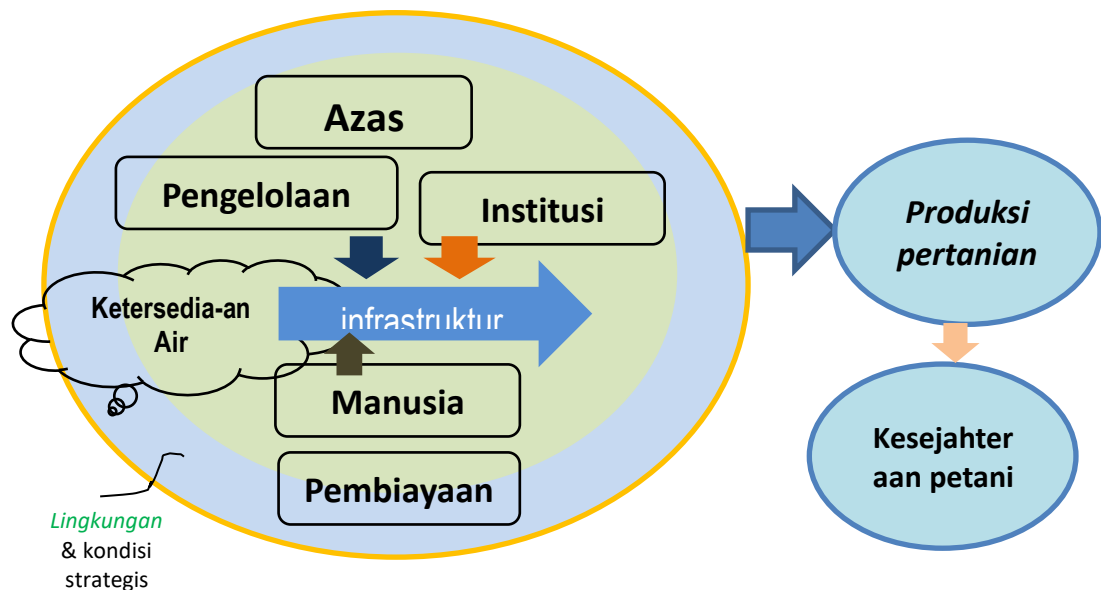 Azas
Pengelolaan
Institusi
Ketersedia-an
Air
infrastruktur
Manusia
Pembiayaan
Lingkungan
& kondisi
strategis
Produksi
pertanian
Kesejahter
aan petani